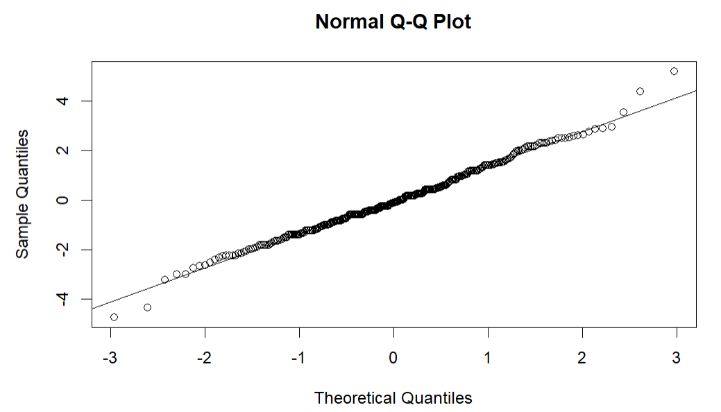 Normal Q-Q Plot
Sample Quantiles
4
2
0
-2
-4
-3 -2 -1 0 1 2 3
Theoretical Quantiles